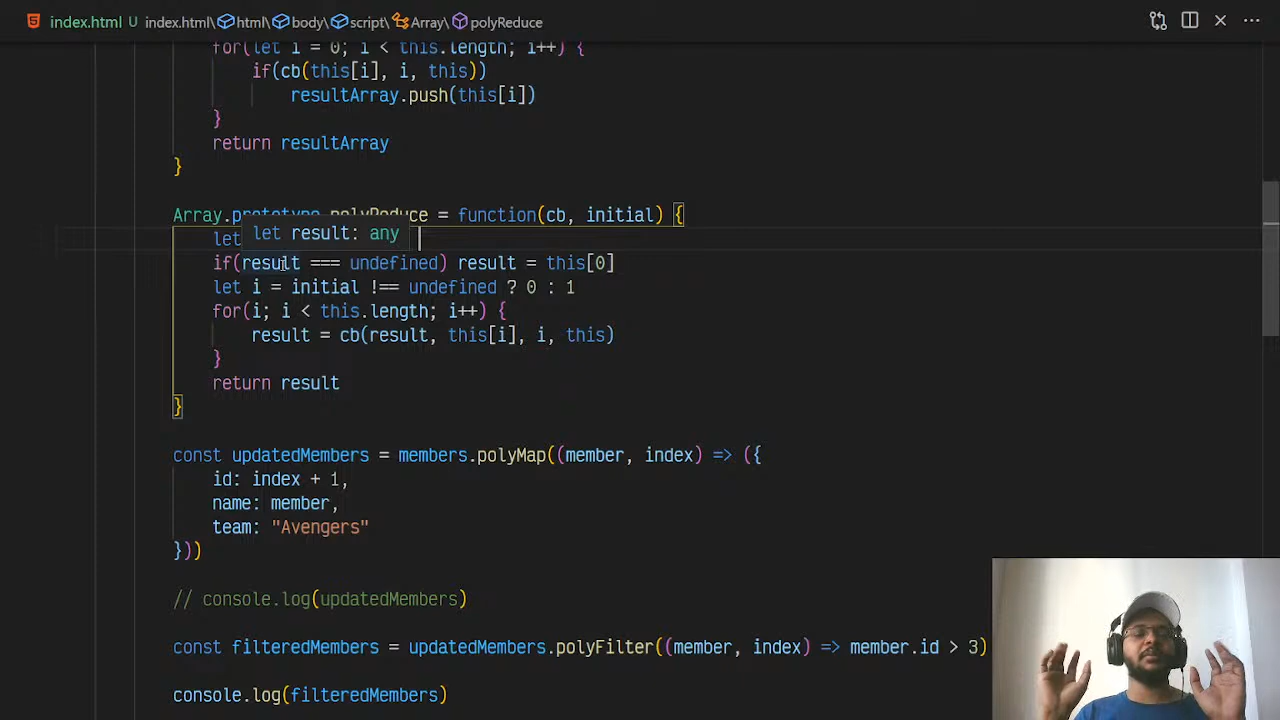 index.html U index.html\html\body\script\Array\polyReduce
for(let i = 0; i < this.length; i++) {
if(cb(this[i], i, this))
resultArray.push(this[i])
}
return resultArray
}
Array.prototype.polyReduce = function(cb, initial) {
let result: any
let
if(result === undefined) result = this[0]
let i = initial !== undefined ? 0 : 1
for(i; i < this.length; i++) {
result = cb(result, this[i], i, this)
}
return result
}
const updatedMembers = members.polyMap((member, index) => ({
id: index + 1,
name: member,
team: "Avengers"
}))
// console.log(updatedMembers)
const filteredMembers = updatedMembers.polyFilter((member, index) => member.id > 3)
console.log(filteredMembers)